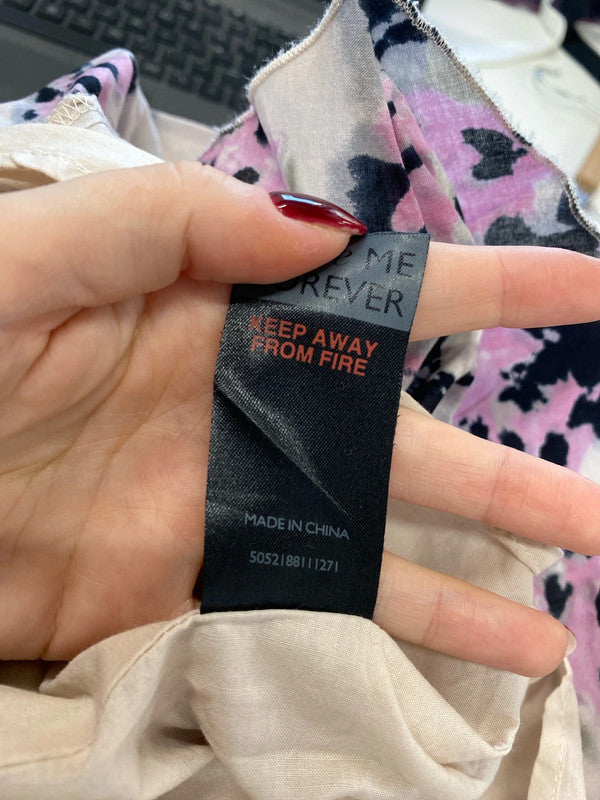 ME
KEEP AWAY
FROM FIRE
MADE IN CHINA
5052188111271